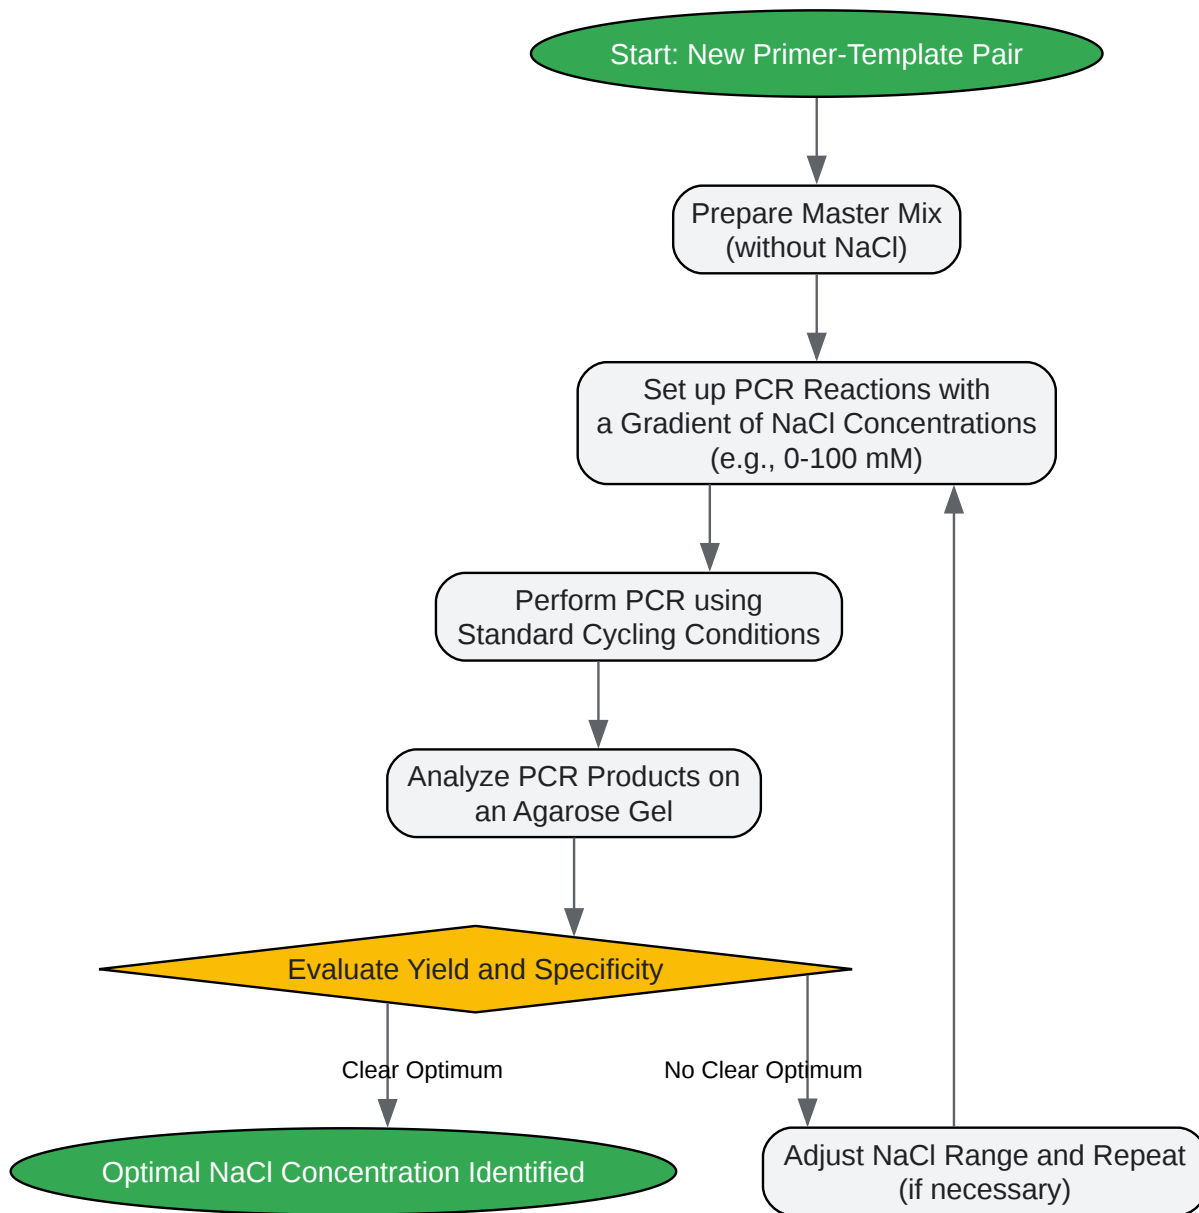 Start: New Primer-Template Pair
Prepare Master Mix
(without NaCl)
Set up PCR Reactions with
a Gradient of NaCl Concentrations
(e.g., 0-100 mM)
Perform PCR using
Standard Cycling Conditions
Analyze PCR Products on
an Agarose Gel
Evaluate Yield and Specificity
Clear Optimum
No Clear Optimum
Optimal NaCl Concentration Identified
Adjust NaCl Range and Repeat
(if necessary)